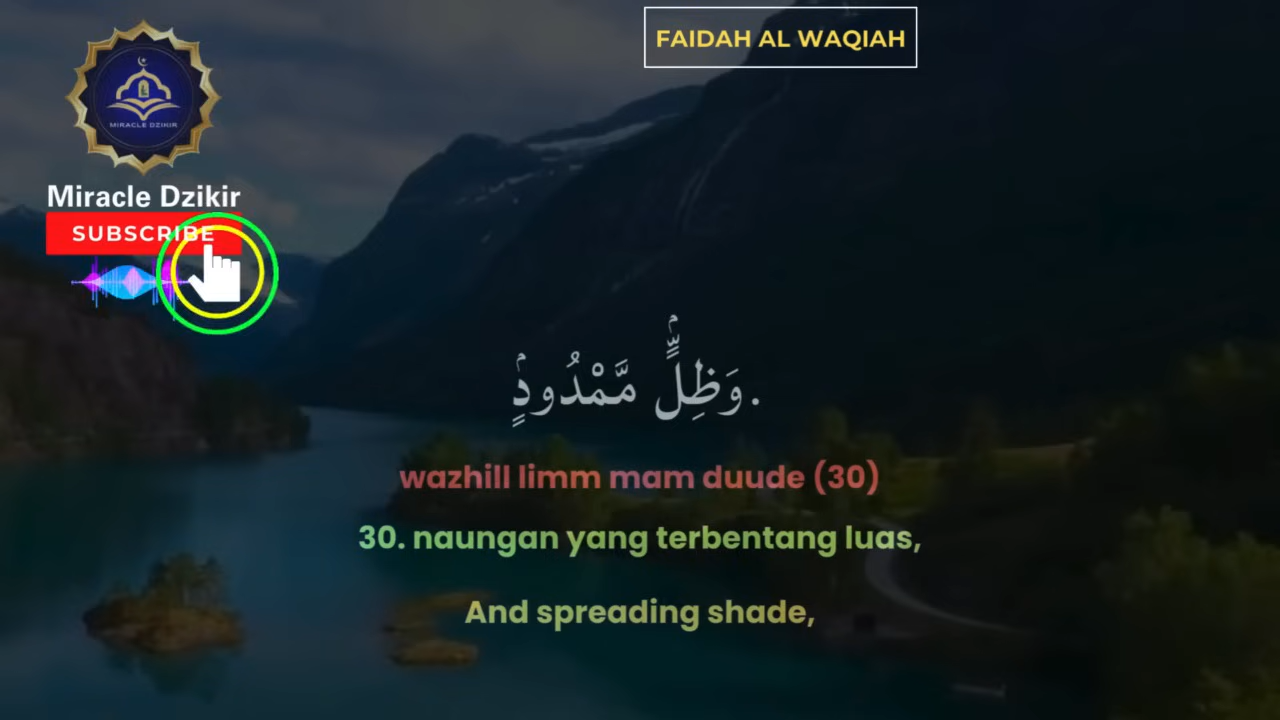 FAIDAH AL WAQIAH
MIRACLE DZIKIR
Miracle Dzikir
SUBSCRIBE
وَظِلٍّۢ مَّمْدُودٍۢ.
wazhill limm mam duude (30)
30. naungan yang terbentang luas,
And spreading shade,